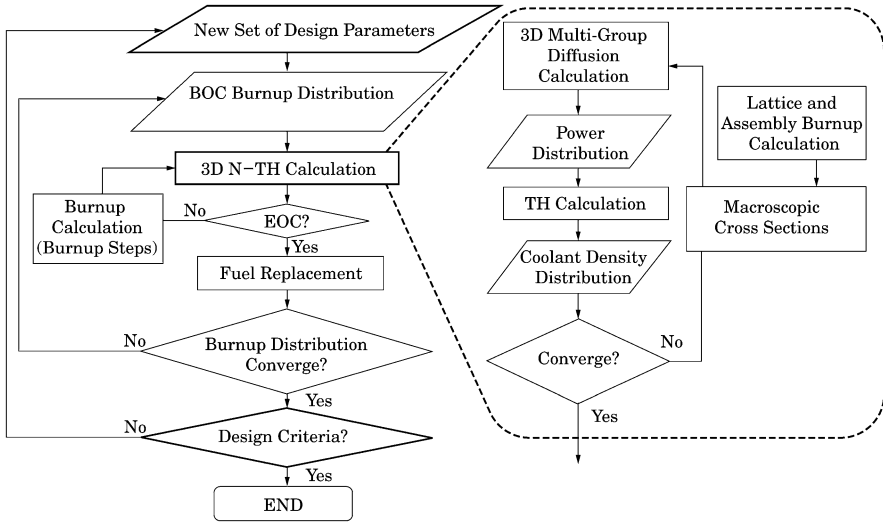 New Set of Design Parameters
BOC Burnup Distribution
3D N-TH Calculation
Burnup
Calculation
(Burnup Steps)
No
EOC?
Yes
Fuel Replacement
No
Burnup Distribution
Converge?
Yes
No
Design Criteria?
Yes
END
3D Multi-Group
Diffusion
Calculation
Power
Distribution
TH Calculation
Coolant Density
Distribution
Converge?
No
Yes
Lattice and
Assembly Burnup
Calculation
Macroscopic
Cross Sections